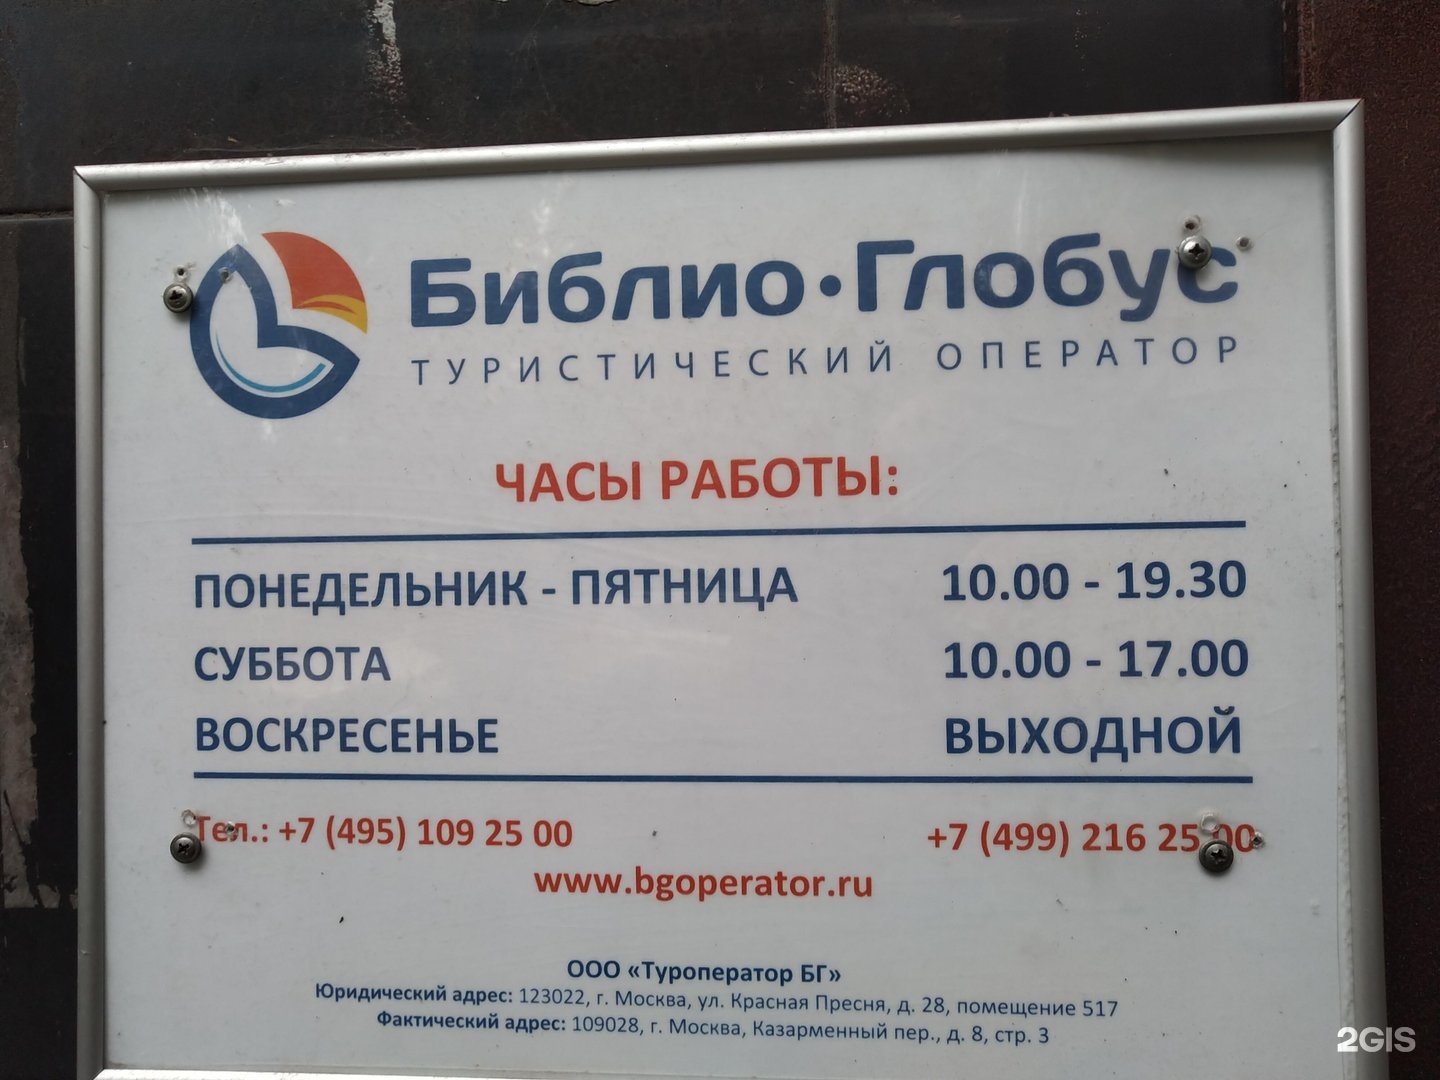 Библио·Глобус
ТУРИСТИЧЕСКИЙ ОПЕРАТОР
ЧАСЫ РАБОТЫ:
ПОНЕДЕЛЬНИК - ПЯТНИЦА 10.00 - 19.30
СУББОТА 10.00 - 17.00
ВОСКРЕСЕНЬЕ ВЫХОДНОЙ
Тел.: +7 (495) 109 25 00 +7 (499) 216 25 00
www.bgoperator.ru
ООО «Туроператор БГ»
Юридический адрес: 123022, г. Москва, ул. Красная Пресня, д. 28, помещение 517
Фактический адрес: 109028, г. Москва, Казарменный пер., д. 8, стр. 3
2GIS